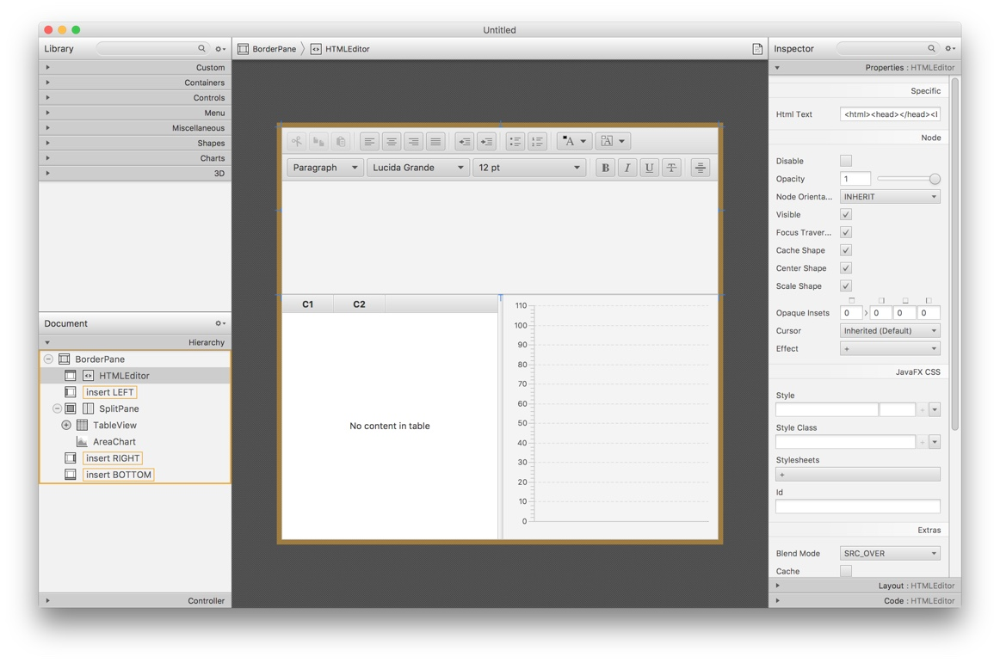 Untitled
Library
Custom
Containers
Controls
Menu
Miscellaneous
Shapes
Charts
3D
Document
Hierarchy
BorderPane
HTMLEditor
insert LEFT
SplitPane
TableView
AreaChart
insert RIGHT
insert BOTTOM
Controller
BorderPane HTMLEditor
A A
Paragraph Lucida Grande 12 pt B I U T
C1 C2
No content in table
110
100
90
80
70
60
50
40
30
20
10
0
Inspector
Properties : HTMLEditor
Specific
Html Text <html><head></head><l
Node
Disable
Opacity 1
Node Orienta... INHERIT
Visible
Focus Traver...
Cache Shape
Center Shape
Scale Shape
Opaque Insets 0 0 0 0
Cursor Inherited (Default)
Effect +
JavaFX CSS
Style
+
Style Class
+
Stylesheets
+
Id
Extras
Blend Mode SRC_OVER
Cache
Layout : HTMLEditor
Code : HTMLEditor